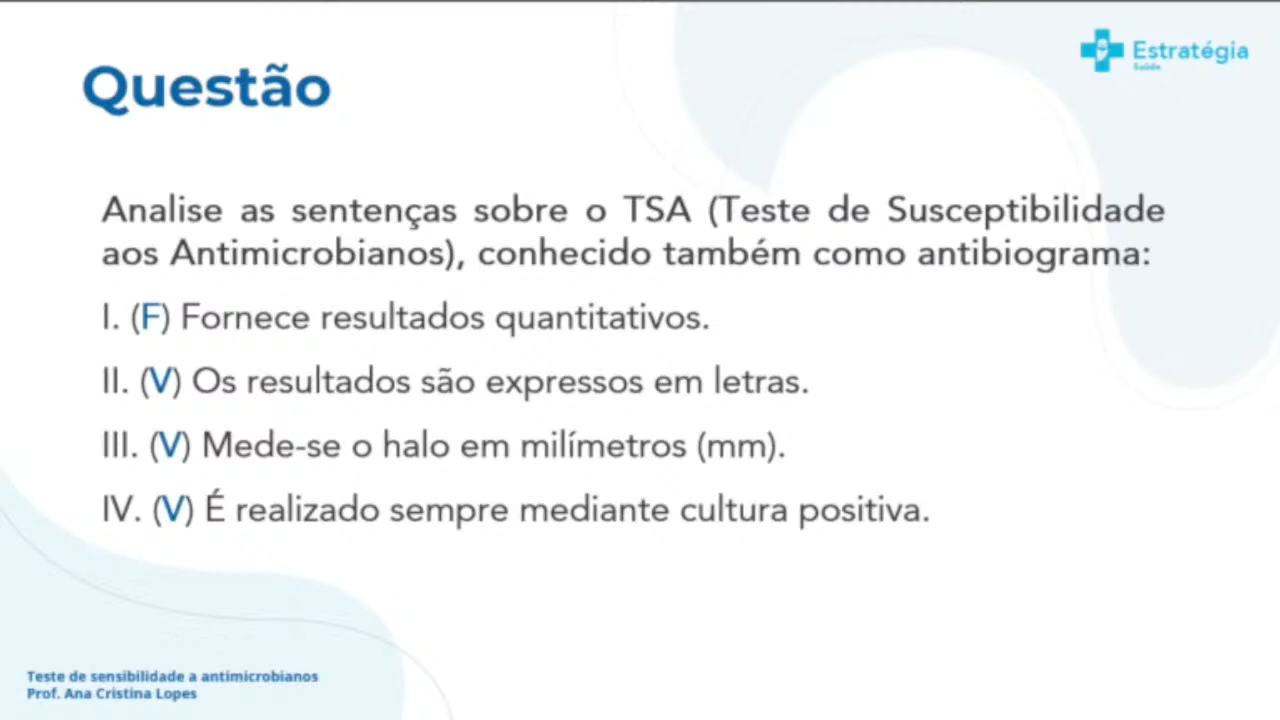 Estratégia
Saúde
Questão
Analise as sentenças sobre o TSA (Teste de Susceptibilidade
aos Antimicrobianos), conhecido também como antibiograma:
I. (F) Fornece resultados quantitativos.
II. (V) Os resultados são expressos em letras.
III. (V) Mede-se o halo em milímetros (mm).
IV. (V) É realizado sempre mediante cultura positiva.
Teste de sensibilidade a antimicrobianos
Prof. Ana Cristina Lopes